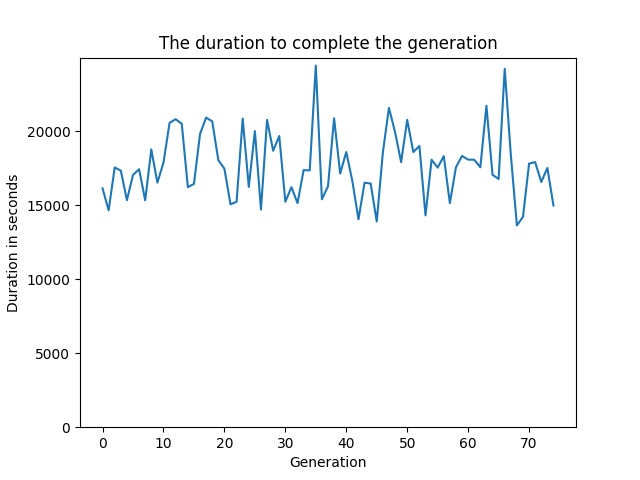 The duration to complete the generation
Duration in seconds
20000
15000
10000
5000
0
0 10 20 30 40 50 60 70
Generation